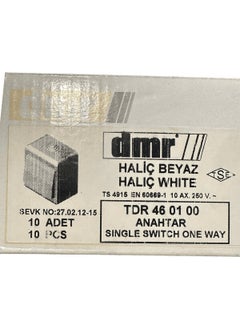 dmr
HALİÇ BEYAZ
HALIÇ WHITE
TS 4915 EN 60669-1 10 AX. 250 V. ~
TSE
SEVK NO:27.02.12-15
10 ADET
10 PCS
TDR 46 01 00
ANAHTAR
SINGLE SWITCH ONE WAY